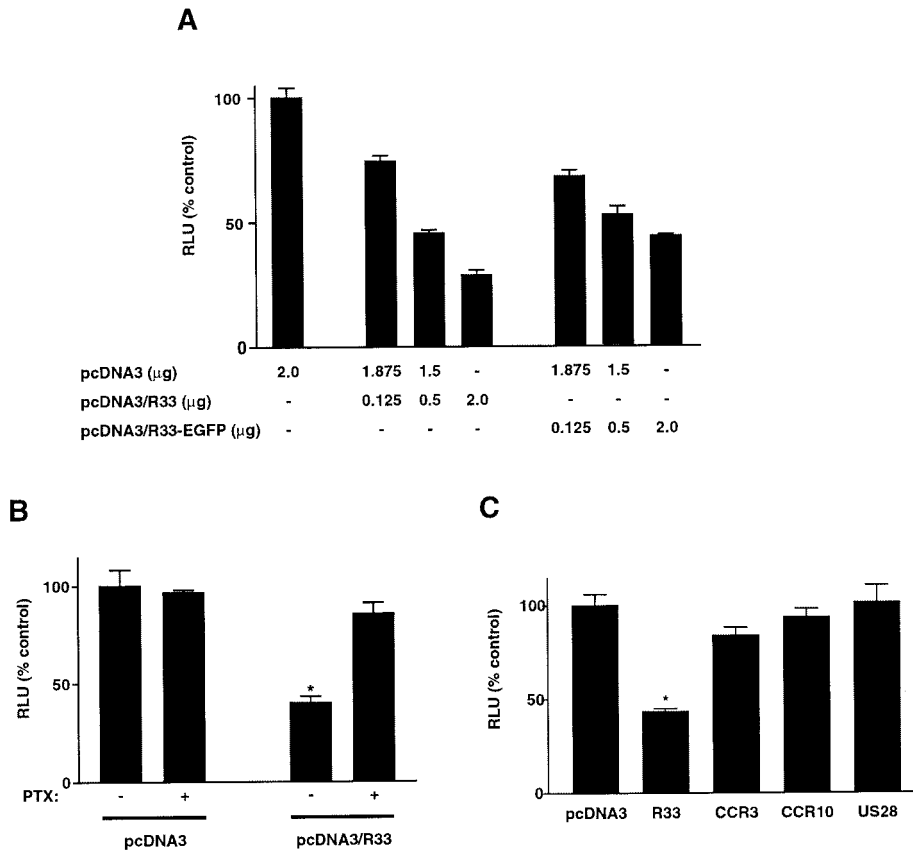 A
RLU (% control)
100
50
0
pcDNA3 (µg) 2.0 1.875 1.5 - 1.875 1.5 -
pcDNA3/R33 (µg) - 0.125 0.5 2.0 - - -
pcDNA3/R33-EGFP (µg) - - - - 0.125 0.5 2.0
B
RLU (% control)
100
50
0
*
PTX: - + - +
pcDNA3 pcDNA3/R33
C
RLU (% control)
100
50
0
*
pcDNA3 R33 CCR3 CCR10 US28